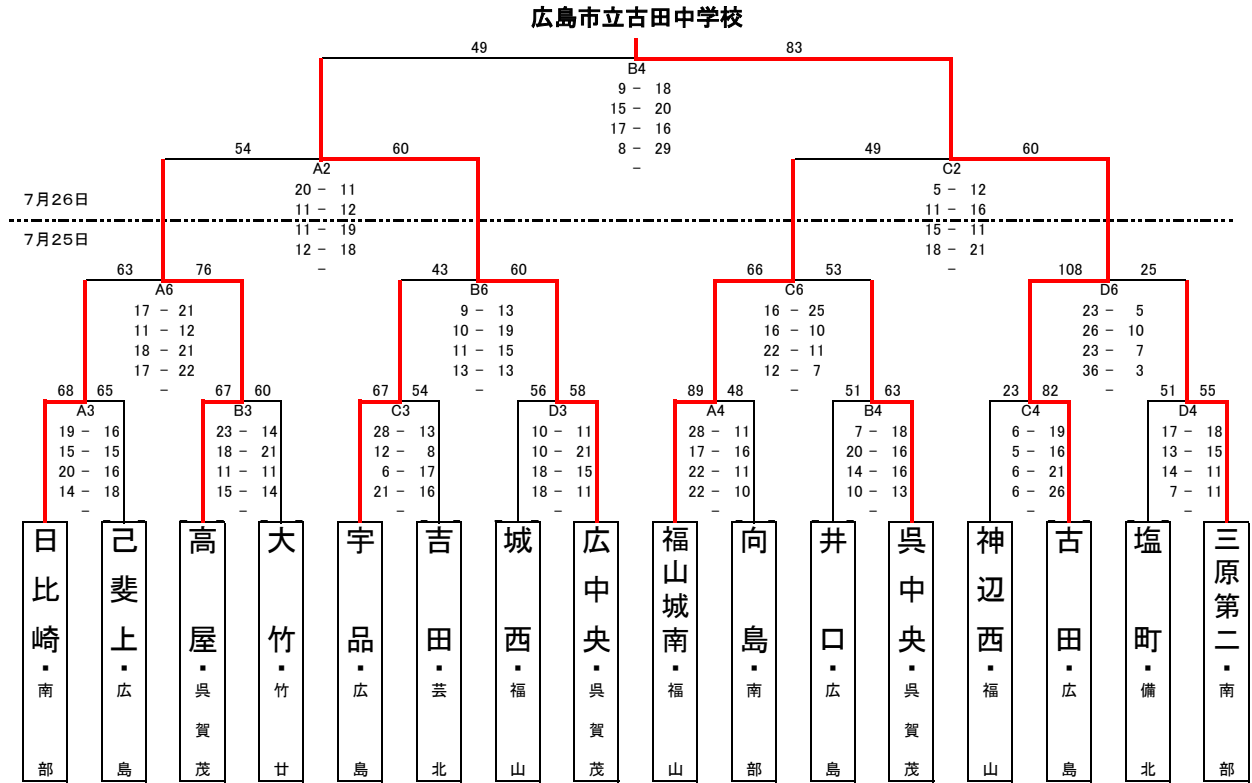 広島市立古田中学校
49 83
B4
9 - 18
15 - 20
17 - 16
8 - 29
-
54 60 49 60
A2 C2
7月26日
20 - 11 5 - 12
11 - 12 11 - 16
7月25日
11 - 19 15 - 11
12 - 18 18 - 21
- -
63 76 43 60 66 53 108 25
A6 B6 C6 D6
17 - 21 9 - 13 16 - 25 23 - 5
11 - 12 10 - 19 16 - 10 26 - 10
18 - 21 11 - 15 22 - 11 23 - 7
17 - 22 13 - 13 12 - 7 36 - 3
- - - -
68 65 67 60 67 54 56 58 89 48 51 63 23 82 51 55
A3 B3 C3 D3 A4 B4 C4 D4
19 - 16 23 - 14 28 - 13 10 - 11 28 - 11 7 - 18 6 - 19 17 - 18
15 - 15 18 - 21 12 - 8 10 - 21 17 - 16 20 - 16 5 - 16 13 - 15
20 - 16 11 - 11 6 - 17 18 - 15 22 - 11 14 - 16 6 - 21 14 - 11
14 - 18 15 - 14 21 - 16 18 - 11 22 - 10 10 - 13 6 - 26 7 - 11
- - - - - - - -
日比崎・南部
己斐上・広島
高屋・呉賀茂
大竹・竹廿
宇品・広島
吉田・芸北
城西・福山
広中央・呉賀茂
福山城南・福山
向島・南部
井口・広島
呉中央・呉賀茂
神辺西・福山
古田・広島
塩町・備北
三原第二・南部